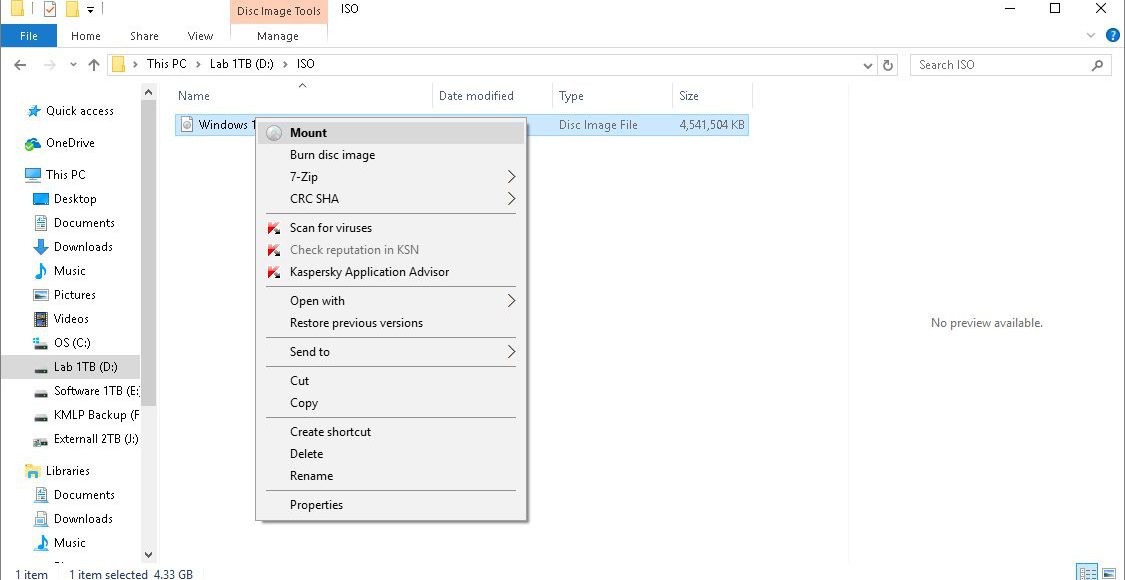 Disc Image Tools ISO
File Home Share View Manage
This PC Lab 1TB (D:) ISO Search ISO
Name Date modified Type Size
Windows 1 Disc Image File 4,541,504 KB
Quick access
OneDrive
This PC
Desktop
Documents
Downloads
Music
Pictures
Videos
OS (C:)
Lab 1TB (D:)
Software 1TB (E:
KMLP Backup (F
Externall 2TB (J:)
Libraries
Documents
Downloads
Music
Mount
Burn disc image
7-Zip
CRC SHA
Scan for viruses
Check reputation in KSN
Kaspersky Application Advisor
Open with
Restore previous versions
Send to
Cut
Copy
Create shortcut
Delete
Rename
Properties
No preview available.
1 item 1 item selected 4.33 GB